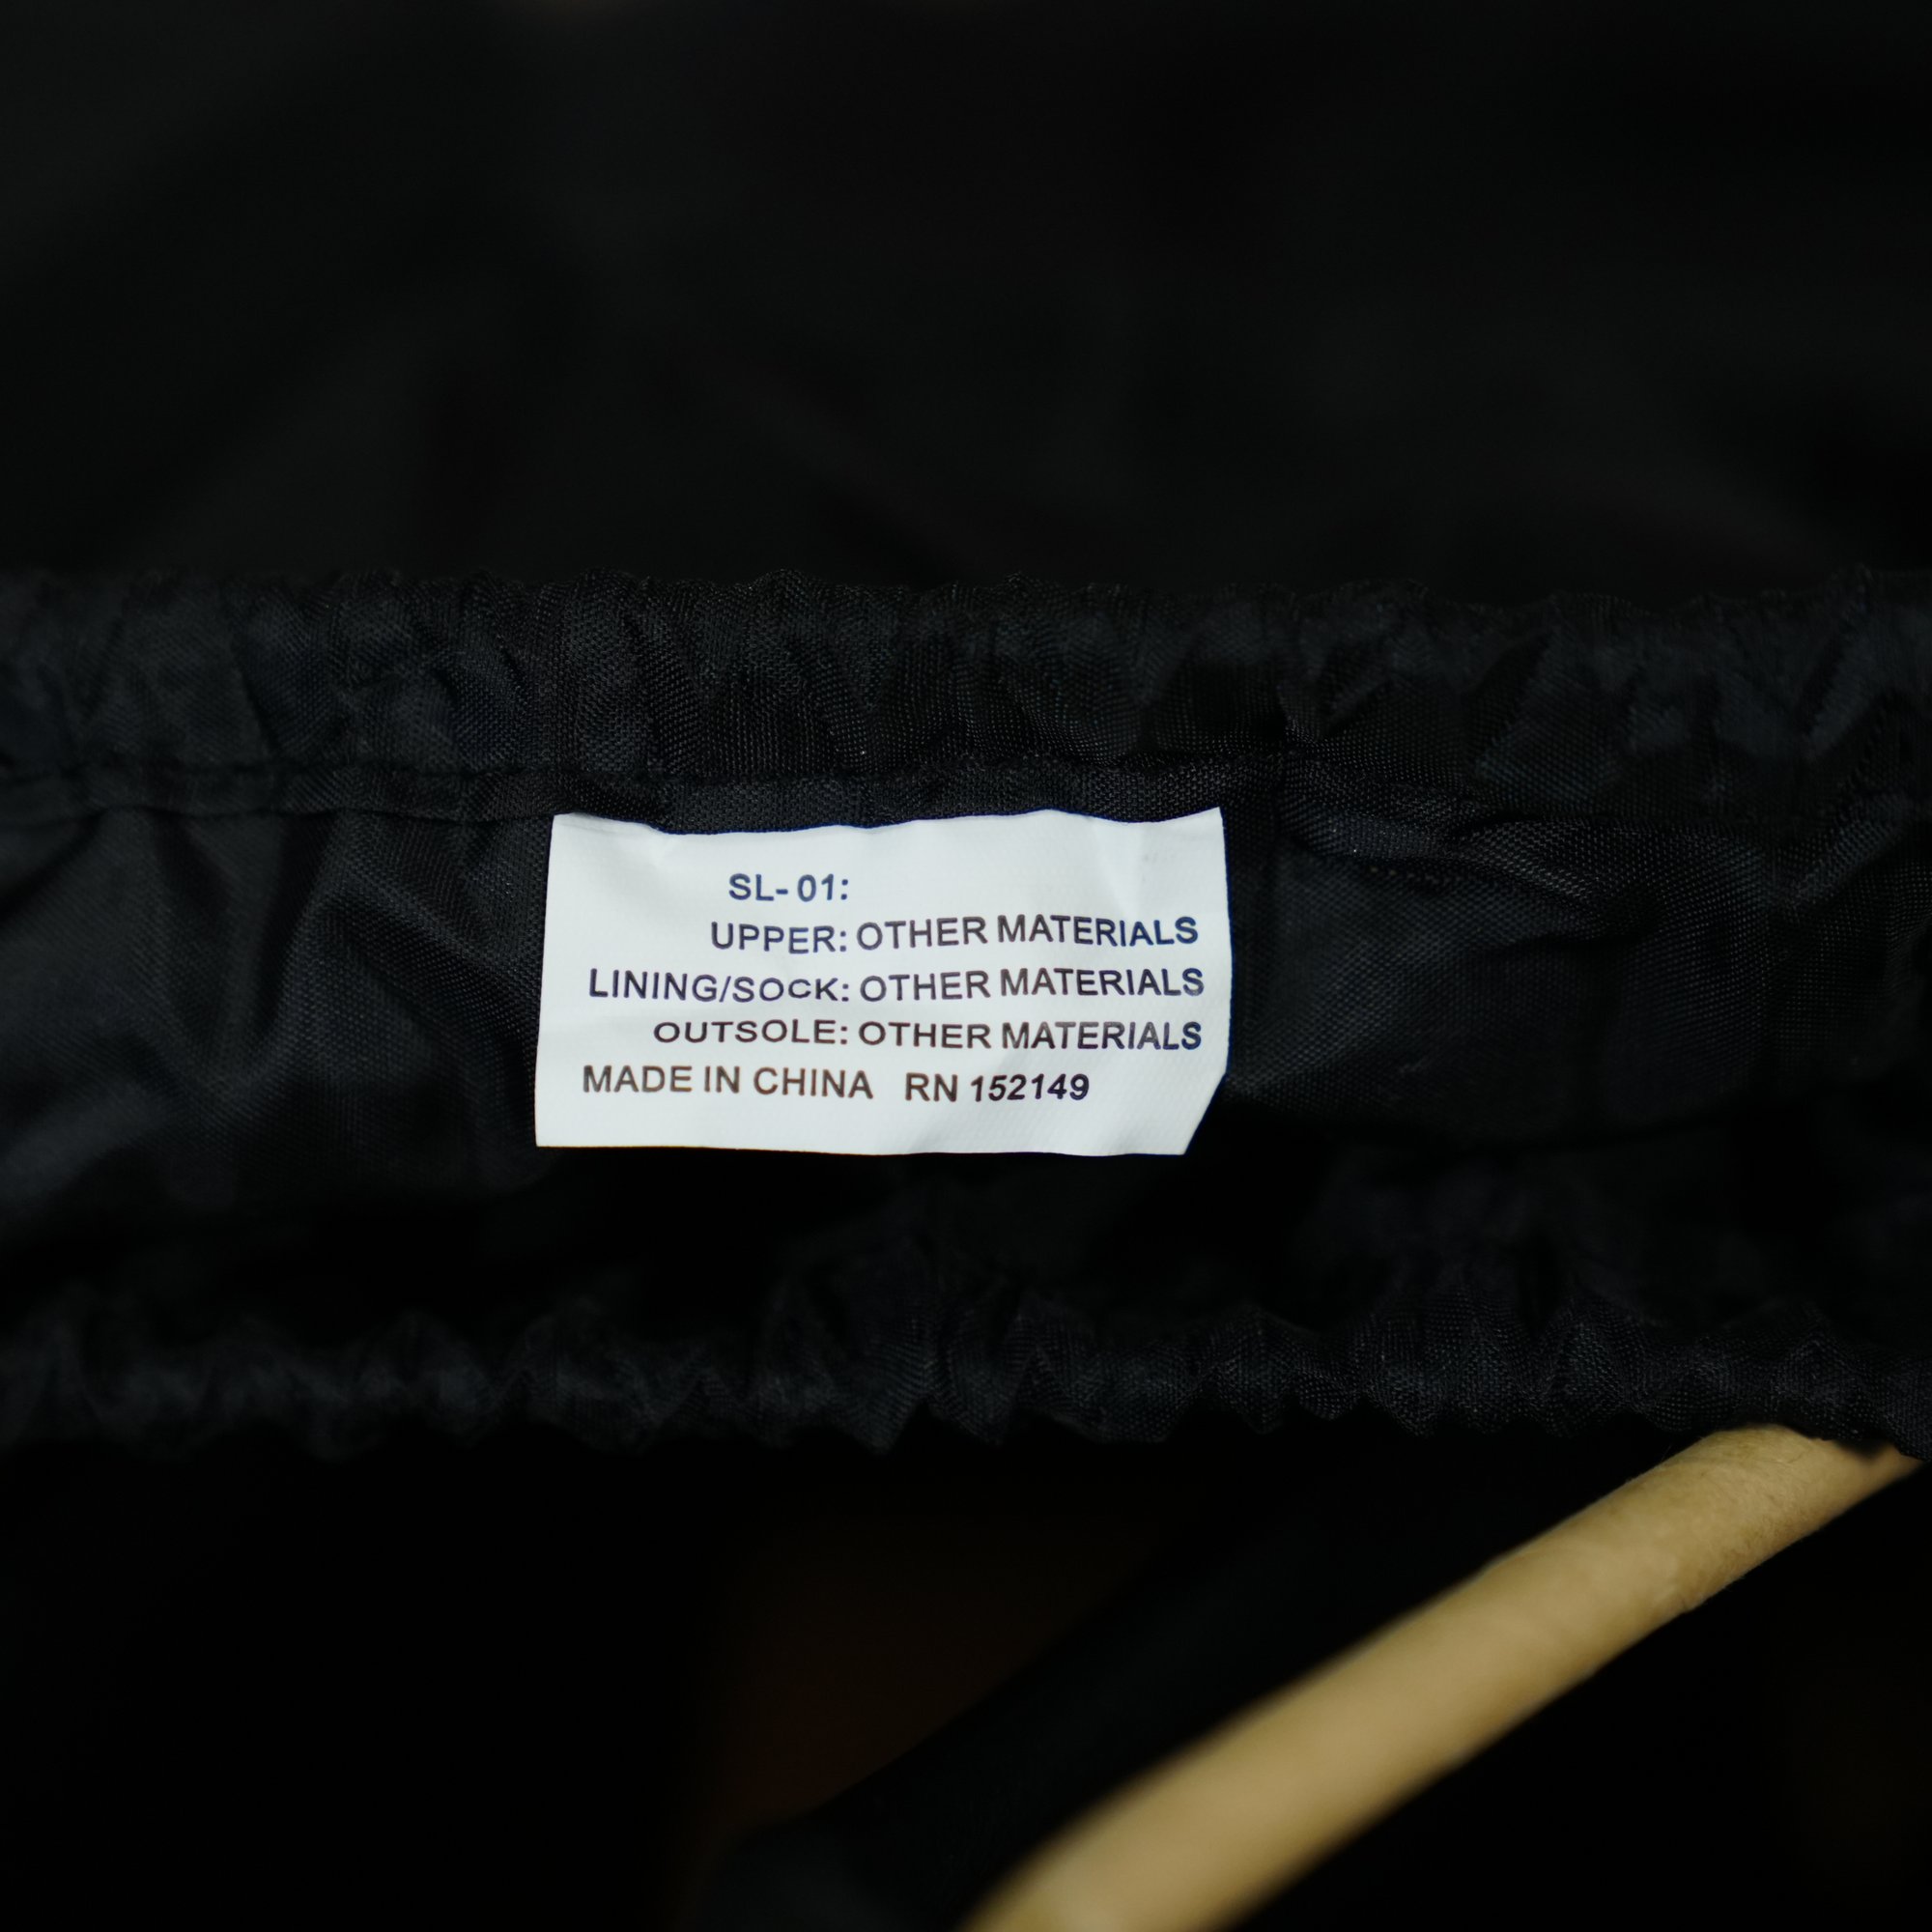 SL- 01:
UPPER: OTHER MATERIALS
LINING/SOCK: OTHER MATERIALS
OUTSOLE: OTHER MATERIALS
MADE IN CHINA RN 152149